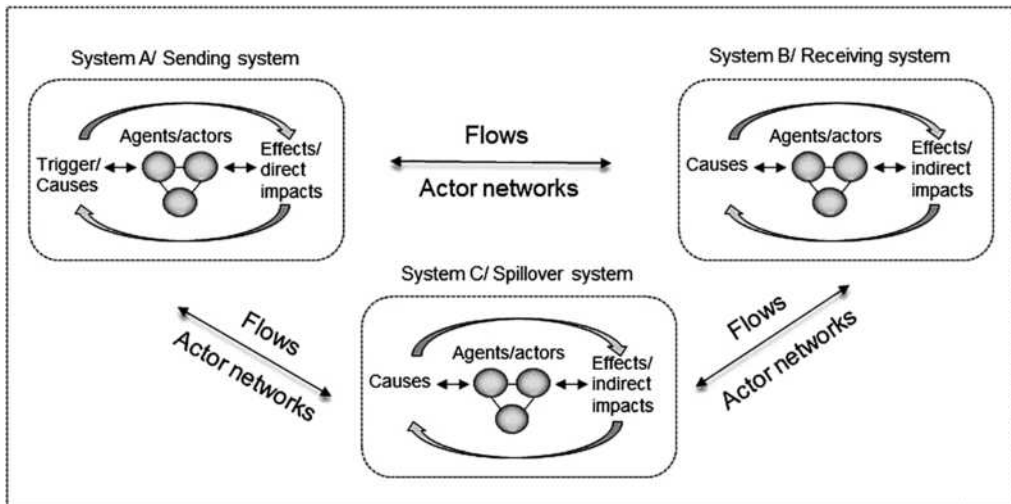 System A/ Sending system
Agents/actors
Trigger/
Causes
Effects/
direct
impacts
Flows
Actor networks
System B/ Receiving system
Agents/actors
Causes
Effects/
indirect
impacts
System C/ Spillover system
Agents/actors
Causes
Effects/
indirect
impacts
Flows
Actor networks
Flows
Actor networks